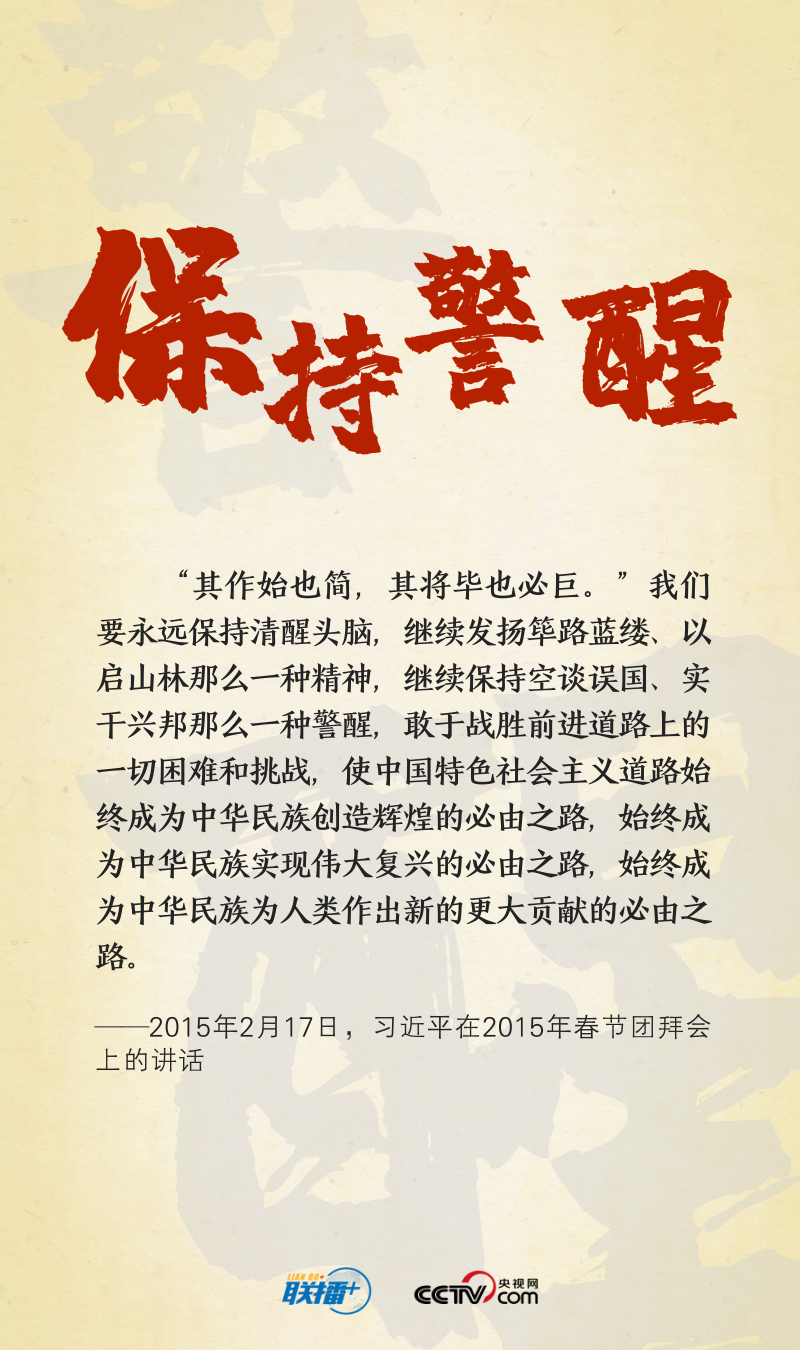 保持警醒
“其作始也简，其将毕也必巨。”我们
要永远保持清醒头脑，继续发扬筚路蓝缕、以
启山林那么一种精神，继续保持空谈误国、实
干兴邦那么一种警醒，敢于战胜前进道路上的
一切困难和挑战，使中国特色社会主义道路始
终成为中华民族创造辉煌的必由之路，始终成
为中华民族实现伟大复兴的必由之路，始终成
为中华民族为人类作出新的更大贡献的必由之
路。
——2015年2月17日，习近平在2015年春节团拜会
上的讲话
LIAN BO+
联播+
CCTV.com 央视网